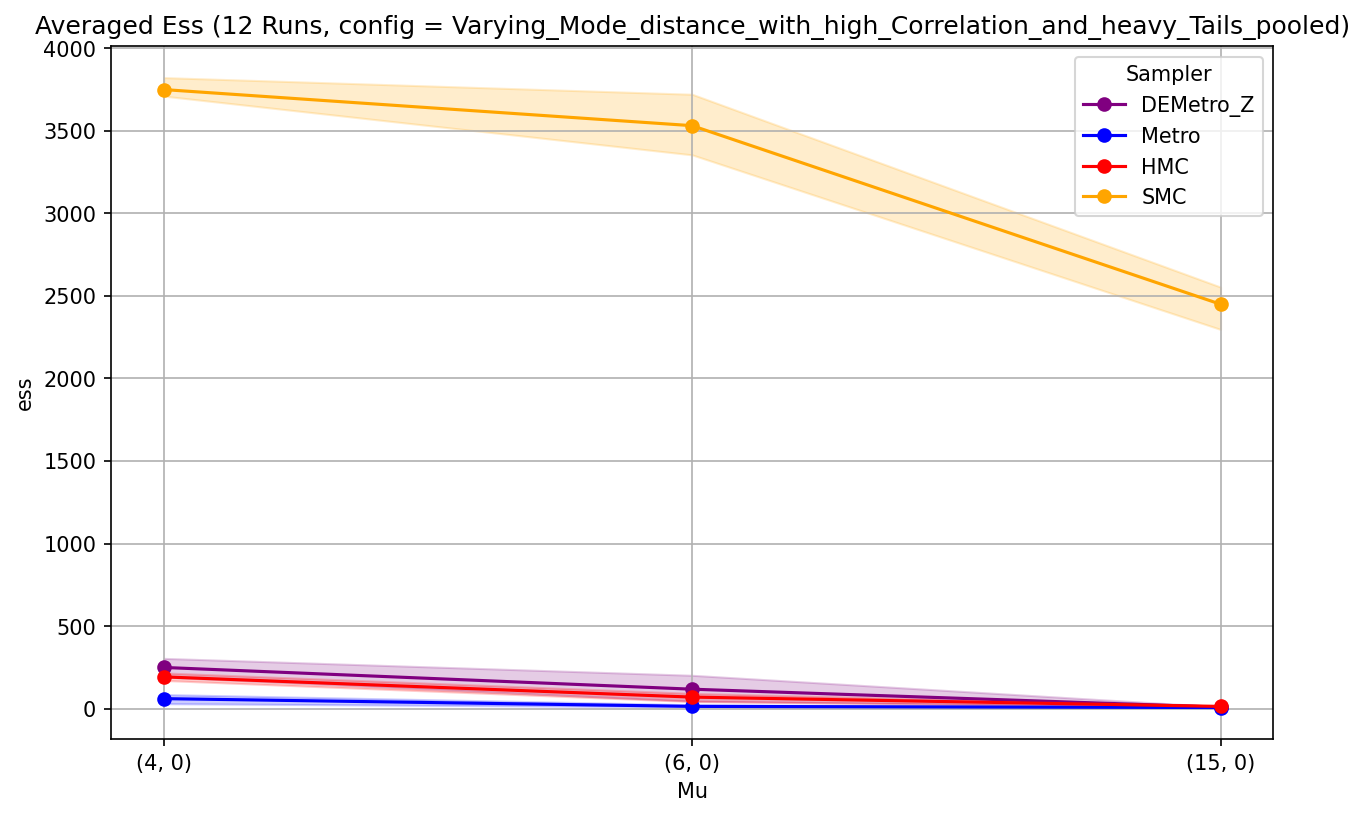 Averaged Ess (12 Runs, config = Varying_Mode_distance_with_high_Correlation_and_heavy_Tails_pooled)
4000
3500
3000
2500
2000
1500
1000
500
0
ess
Sampler
DEMetro_Z
Metro
HMC
SMC
(4, 0)
(6, 0)
(15, 0)
Mu